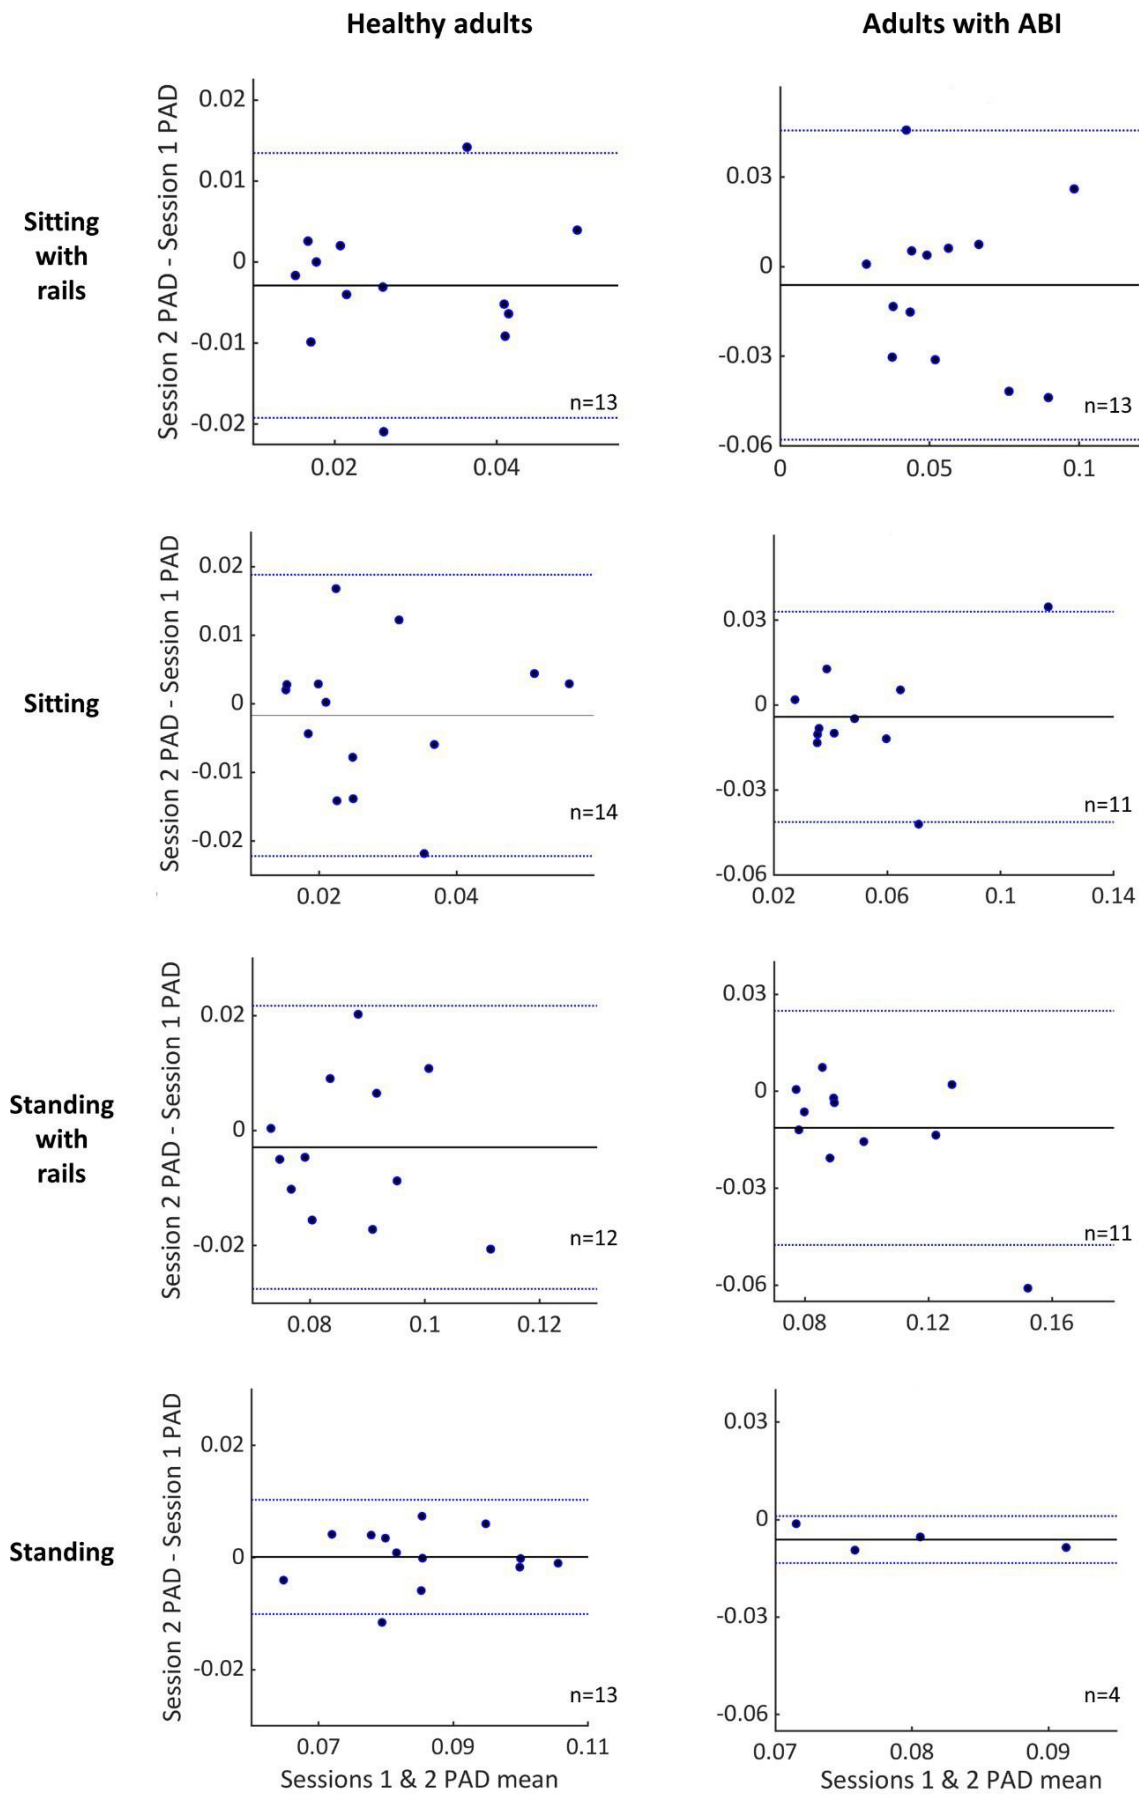 Healthy adults
Adults with ABI
Sitting
with
rails
Session 2 PAD - Session 1 PAD
0.02
0.01
0
-0.01
-0.02
n=13
0.02
0.04
0.03
0
-0.03
-0.06
n=13
0
0.05
0.1
Sitting
Session 2 PAD - Session 1 PAD
0.02
0.01
0
-0.01
-0.02
n=14
0.02
0.04
0.03
0
-0.03
-0.06
n=11
0.02
0.06
0.1
0.14
Standing
with
rails
Session 2 PAD - Session 1 PAD
0.02
0
-0.02
n=12
0.08
0.1
0.12
0.03
0
-0.03
-0.06
n=11
0.08
0.12
0.16
Standing
Session 2 PAD - Session 1 PAD
0.02
0
-0.02
n=13
0.07
0.09
0.11
Sessions 1 & 2 PAD mean
0.03
0
-0.03
-0.06
n=4
0.07
0.08
0.09
Sessions 1 & 2 PAD mean